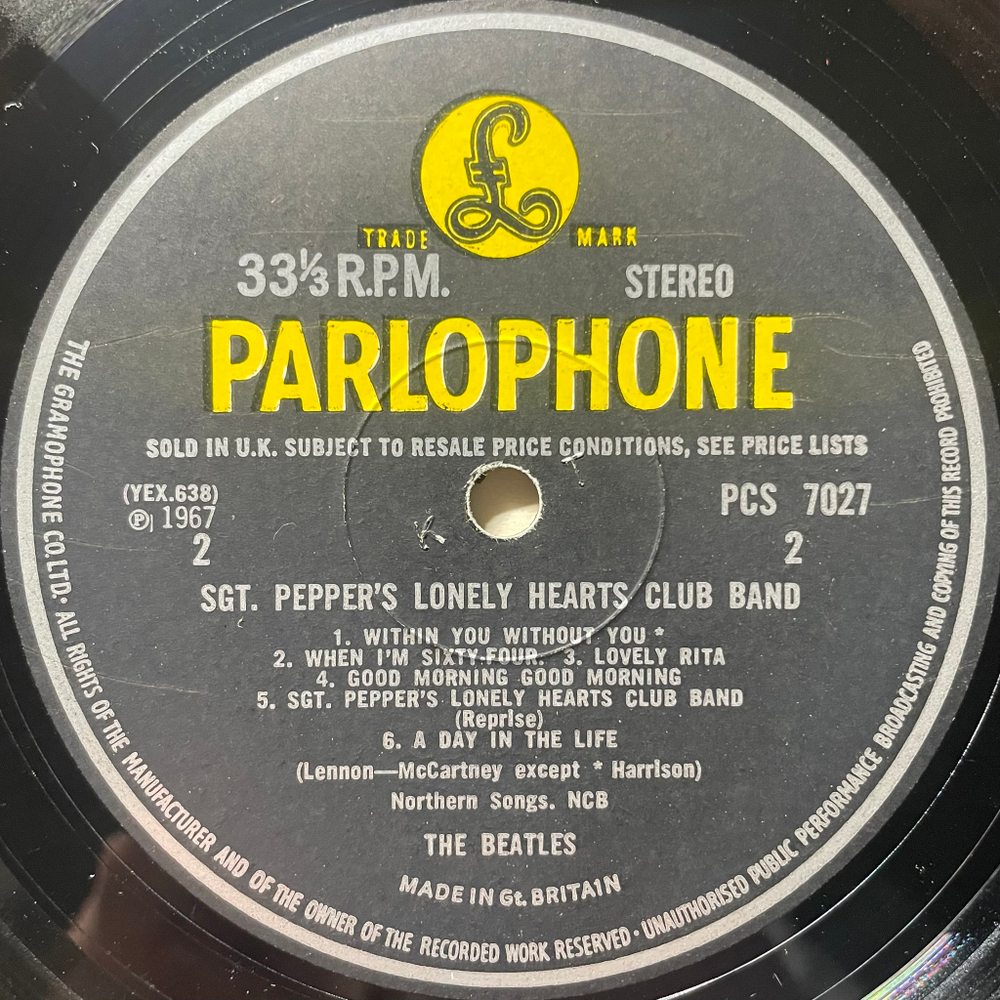 £
TRADE MARK
33⅓ R.P.M. STEREO
PARLOPHONE
SOLD IN U.K. SUBJECT TO RESALE PRICE CONDITIONS, SEE PRICE LISTS
(YEX.638) PCS 7027
Ⓟ 1967
2 2
SGT. PEPPER'S LONELY HEARTS CLUB BAND
1. WITHIN YOU WITHOUT YOU *
2. WHEN I'M SIXTY-FOUR. 3. LOVELY RITA
4. GOOD MORNING GOOD MORNING
5. SGT. PEPPER'S LONELY HEARTS CLUB BAND
(Reprise)
6. A DAY IN THE LIFE
(Lennon—McCartney except * Harrison)
Northern Songs. NCB
THE BEATLES
MADE IN Gt. BRITAIN
THE GRAMOPHONE CO. LTD· ALL RIGHTS OF THE MANUFACTURER AND OF THE OWNER OF THE RECORDED WORK RESERVED · UNAUTHORISED PUBLIC PERFORMANCE BROADCASTING AND COPYING OF THIS RECORD PROHIBITED
K T